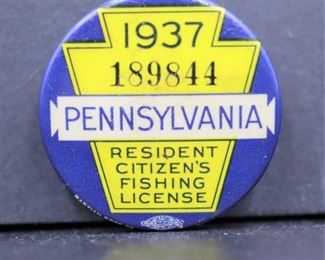 1937
189844
PENNSYLVANIA
RESIDENT
CITIZEN'S
FISHING
LICENSE